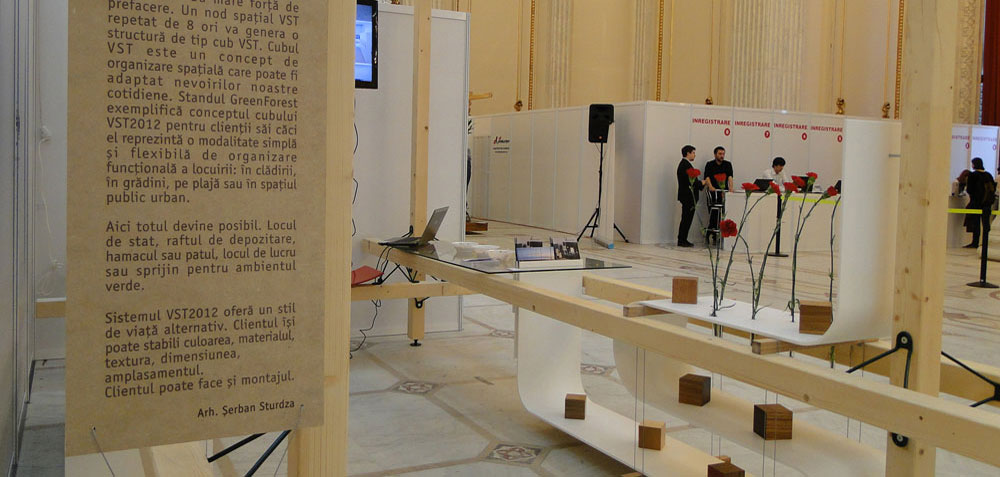 mare forță de
prefacere. Un nod spațial VST
repetat de 8 ori va genera o
structură de tip cub VST. Cubul
VST este un concept de
organizare spațială care poate fi
adaptat nevoirilor noastre
cotidiene. Standul GreenForest
exemplifică conceptul cubului
VST2012 pentru clienții săi căci
el reprezintă o modalitate simplă
și flexibilă de organizare
funcțională a locuirii: în clădirii,
în grădini, pe plajă sau în spațiul
public urban.
Aici totul devine posibil. Locul
de stat, raftul de depozitare,
hamacul sau patul, locul de lucru
sau sprijin pentru ambientul
verde.
Sistemul VST2012 oferă un stil
de viață alternativ. Clientul își
poate stabili culoarea, materialul,
textura, dimensiunea,
amplasamentul.
Clientul poate face și montajul.
Arh. Șerban Sturdza
INREGISTRARE
INREGISTRARE
INREGISTRARE
INREGISTRARE